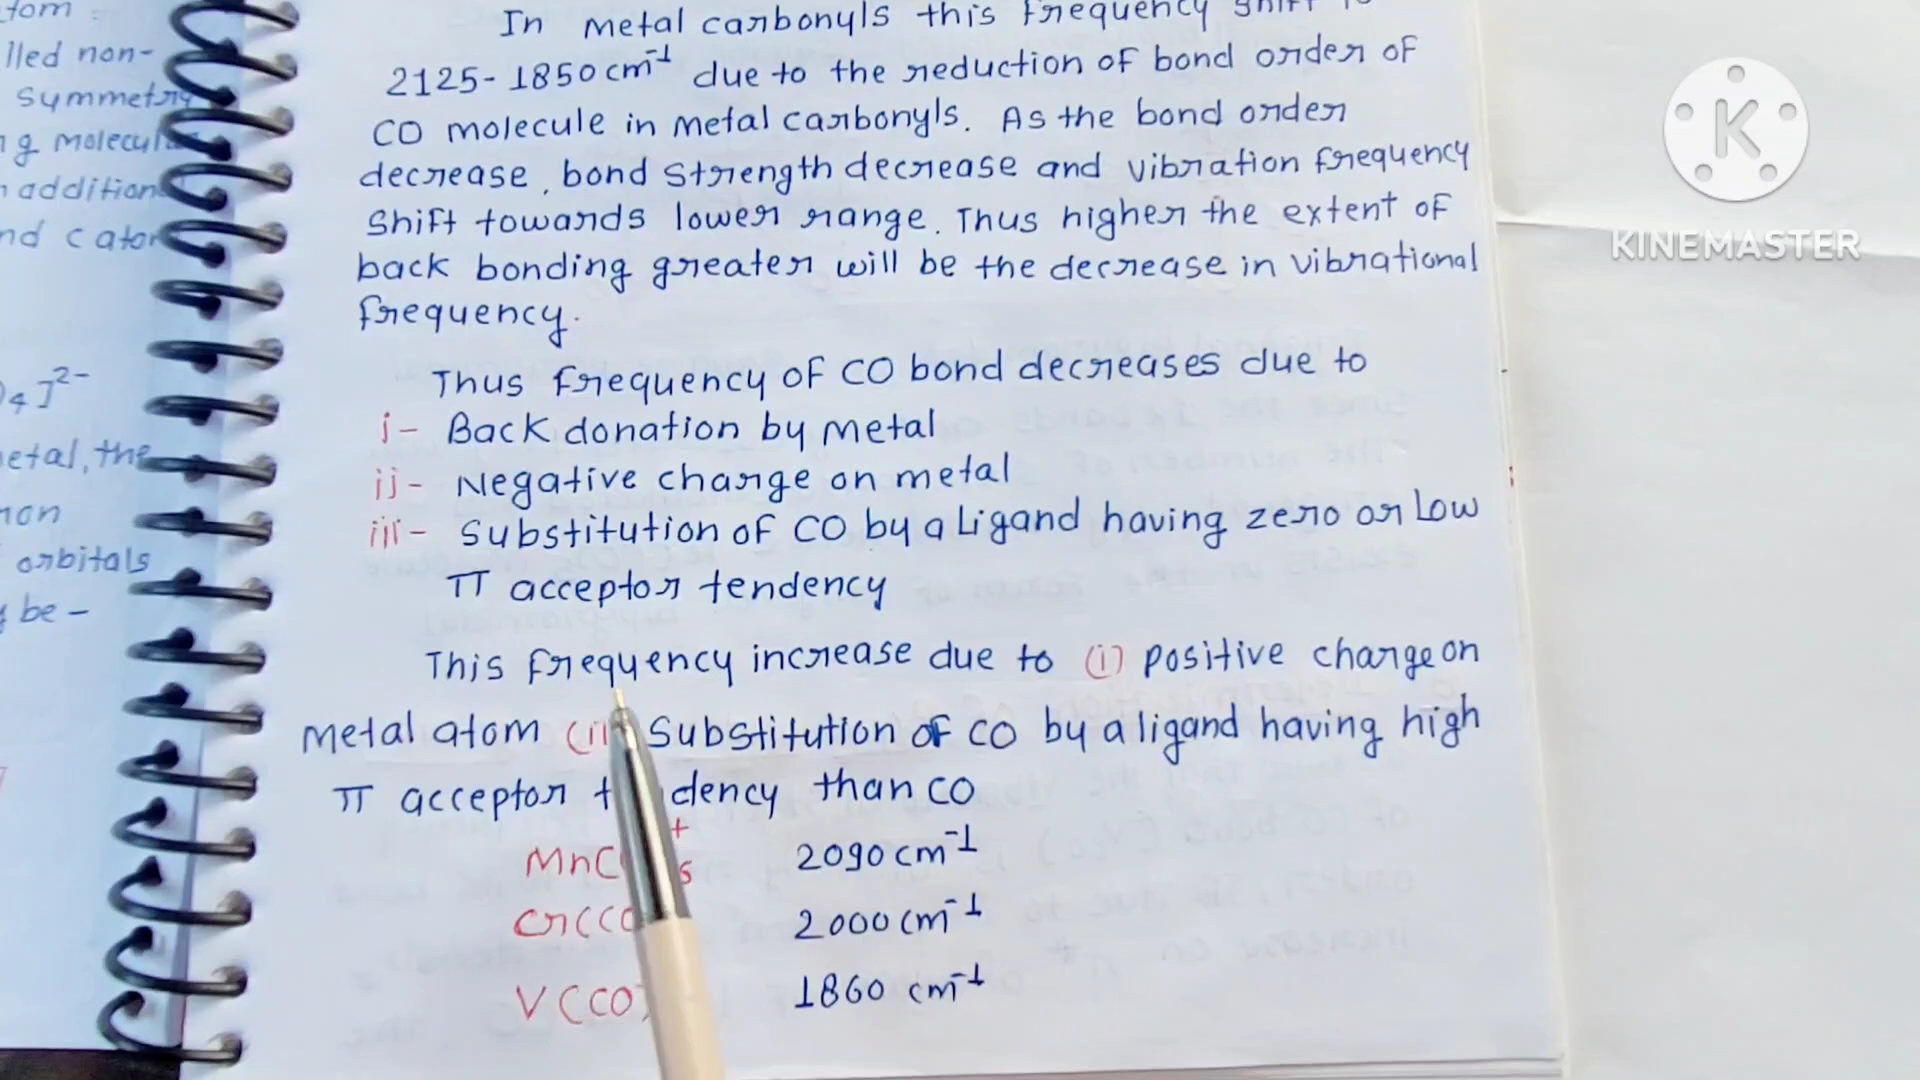 lled non-
symmetry
g molecul
addition
nd cator
4]²⁻
etal, the
orbitals
be -
In metal carbonyls this frequency shift
2125-1850 cm⁻¹ due to the reduction of bond order of
CO molecule in metal carbonyls. As the bond order
decrease, bond strength decrease and vibration frequency
shift towards lower range. Thus higher the extent of
back bonding greater will be the decrease in vibrational
frequency.
Thus frequency of CO bond decreases due to
i- Back donation by metal
ii- Negative charge on metal
iii- Substitution of CO by a Ligand having zero or Low
π acceptor tendency
This frequency increase due to (i) positive charge on
metal atom (ii) Substitution of CO by a ligand having high
π acceptor t dency than CO
MnC + 6 2090 cm⁻¹
Cr(CO 2000 cm⁻¹
V(CO) 1860 cm⁻¹
K
KINEMASTER